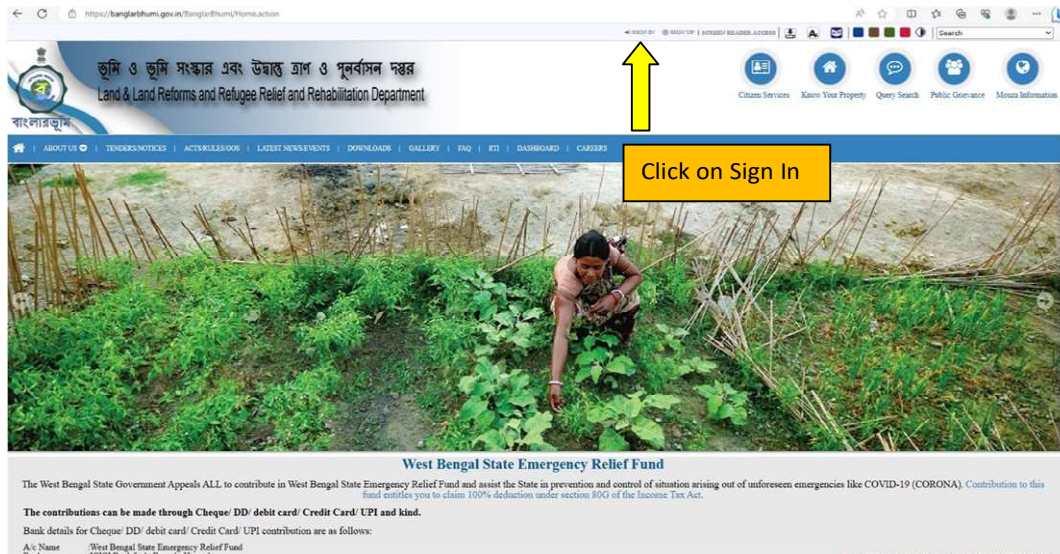 https://banglarbhumi.gov.in/BanglarBhumi/Home.action
SIGN IN SIGN UP | SCREEN READER ACCESS A Search
ভূমি ও ভূমি সংস্কার এবং উদ্বাস্তু ত্রাণ ও পুনর্বাসন দপ্তর
Land & Land Reforms and Refugee Relief and Rehabilitation Department
বাংলারভূমি
Citizen Services Know Your Property Query Search Public Grievance Mouza Information
ABOUT US | TENDERS/NOTICES | ACTS/RULES/GOS | LATEST NEWS/EVENTS | DOWNLOADS | GALLERY | FAQ | RTI | DASHBOARD | CAREERS
Click on Sign In
West Bengal State Emergency Relief Fund
The West Bengal State Government Appeals ALL to contribute in West Bengal State Emergency Relief Fund and assist the State in prevention and control of situation arising out of unforeseen emergencies like COVID-19 (CORONA). Contribution to this
fund entitles you to claim 100% deduction under section 80G of the Income Tax Act.
The contributions can be made through Cheque/ DD/ debit card/ Credit Card/ UPI and kind.
Bank details for Cheque/ DD/ debit card/ Credit Card/ UPI contribution are as follows:
A/c Name :West Bengal State Emergency Relief Fund